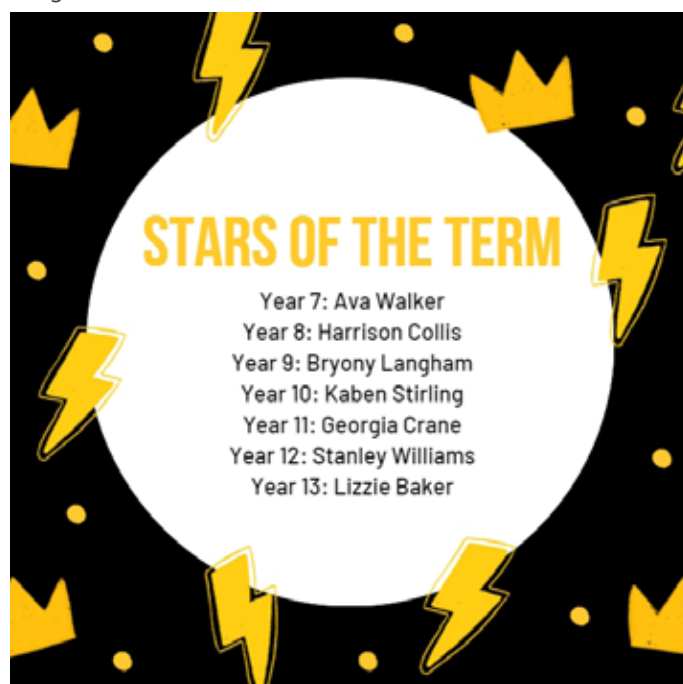 STARS OF THE TERM
Year 7: Ava Walker
Year 8: Harrison Collis
Year 9: Bryony Langham
Year 10: Kaben Stirling
Year 11: Georgia Crane
Year 12: Stanley Williams
Year 13: Lizzie Baker